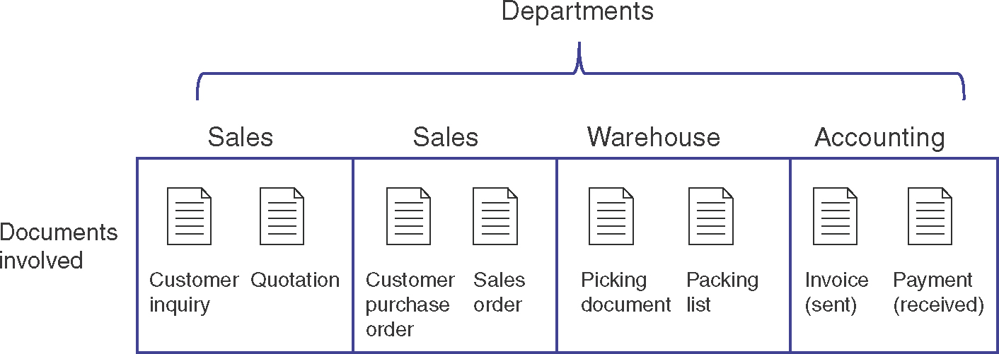 Departments
Sales
Sales
Warehouse
Accounting
Documents
involved
Customer
inquiry
Quotation
Customer
purchase
order
Sales
order
Picking
document
Packing
list
Invoice
(sent)
Payment
(received)